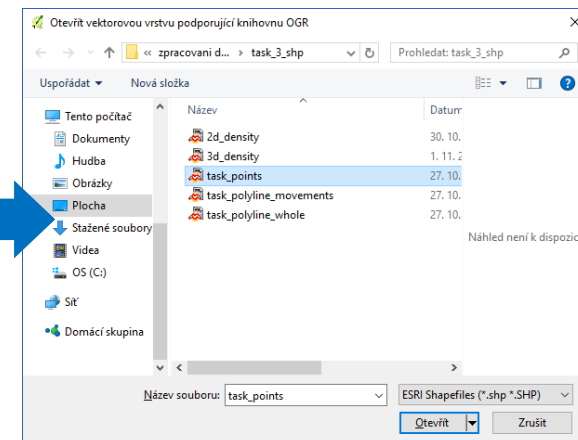 Otevřít vektorovou vrstvu podporující knihovnu OGR
« zpracovani d... › task_3_shp
Prohledat: task_3_shp
Uspořádat
Nová složka
Tento počítač
Dokumenty
Hudba
Obrázky
Plocha
Stažené soubory
Videa
OS (C:)
Síť
Domácí skupina
Název Datum
2d_density 30. 10.
3d_density 1. 11. 2
task_points 27. 10.
task_polyline_movements 27. 10.
task_polyline_whole 27. 10.
Náhled není k dispozic
Název souboru: task_points
ESRI Shapefiles (*.shp *.SHP)
Otevřít
Zrušit